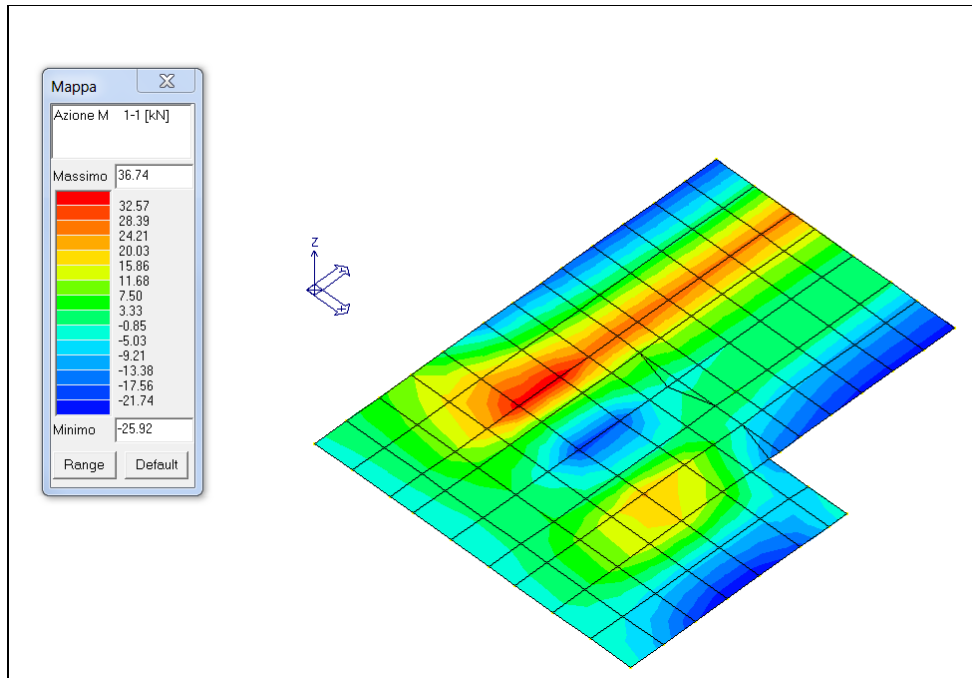 Mappa
Azione M 1-1 [kN]
Massimo 36.74
32.57
28.39
24.21
20.03
15.86
11.68
7.50
3.33
-0.85
-5.03
-9.21
-13.38
-17.56
-21.74
Minimo -25.92
Range Default
Z